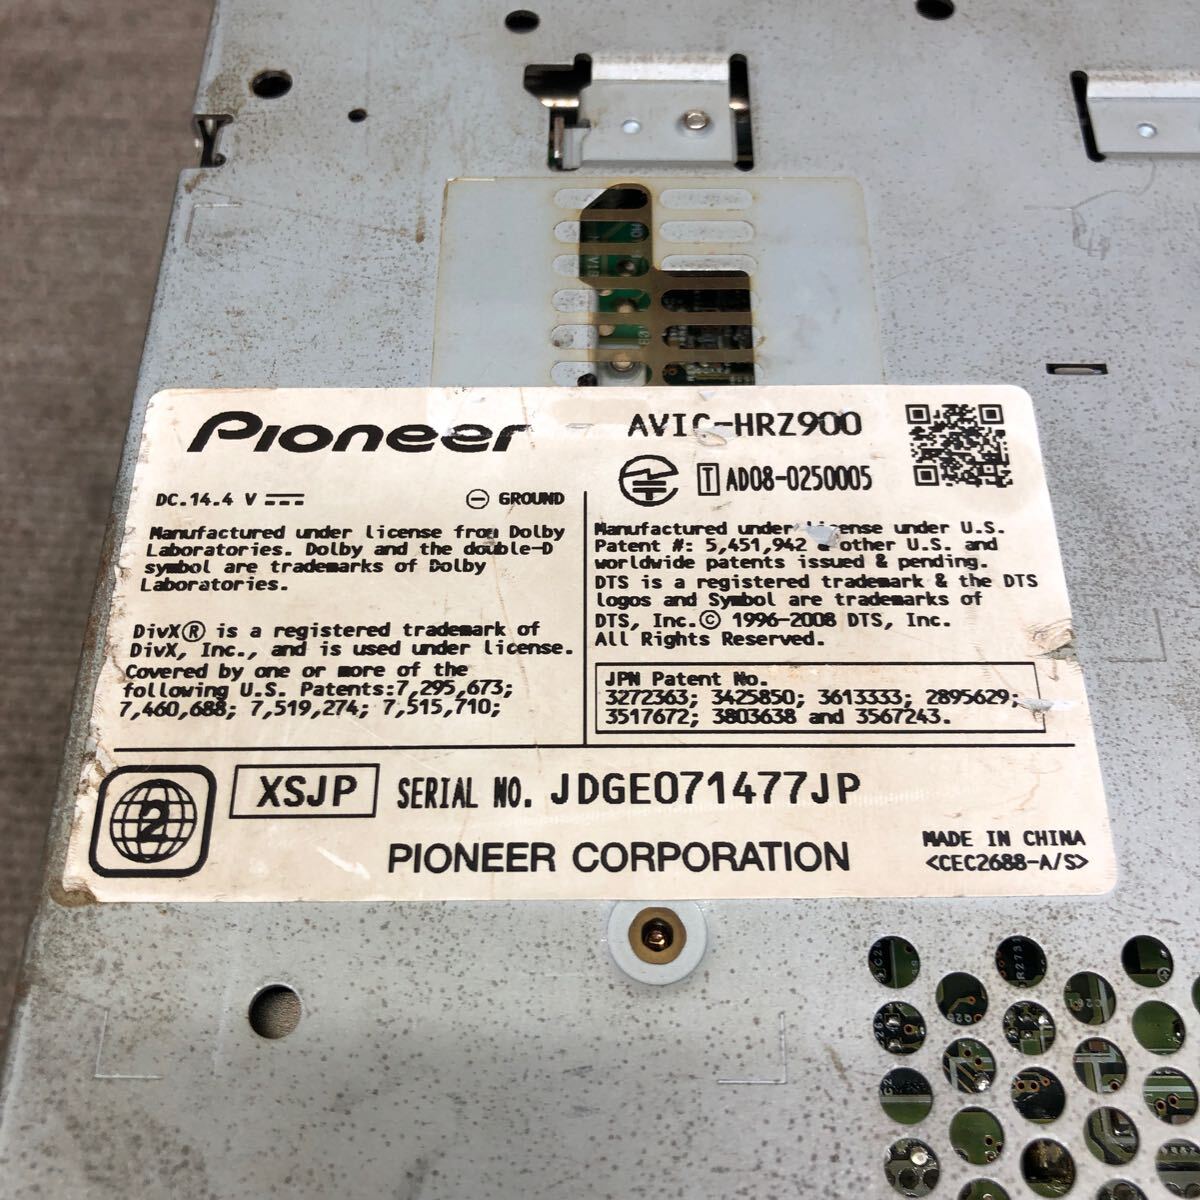 Pioneer
AVIC-HRZ900
T AD08-0250005
DC.14.4 V
GROUND
Manufactured under license from Dolby
Laboratories. Dolby and the double-D
symbol are trademarks of Dolby
Laboratories.
DivX® is a registered trademark of
DivX, Inc., and is used under license.
Covered by one or more of the
following U.S. Patents:7,295,673;
7,460,688; 7,519,274; 7,515,710;
Manufactured under license under U.S.
Patent #: 5,451,942 & other U.S. and
worldwide patents issued & pending.
DTS is a registered trademark & the DTS
logos and Symbol are trademarks of
DTS, Inc.© 1996-2008 DTS, Inc.
All Rights Reserved.
JPN Patent No.
3272363; 3425850; 3613333; 2895629;
3517672; 3803638 and 3567243.
2
XSJP
SERIAL NO. JDGE071477JP
PIONEER CORPORATION
MADE IN CHINA
<CEC2688-A/S>